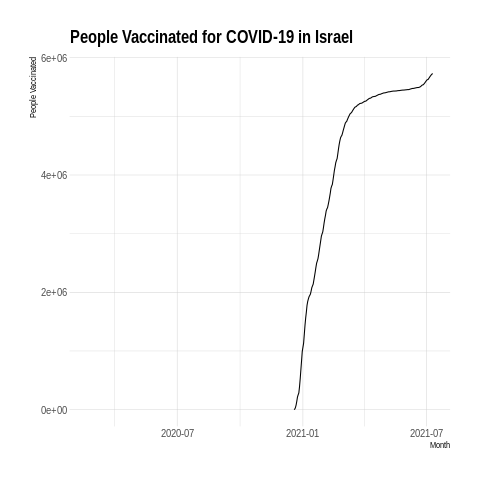 People Vaccinated for COVID-19 in Israel
People Vaccinated
6e+06
4e+06
2e+06
0e+00
2020-07
2021-01
2021-07
Month